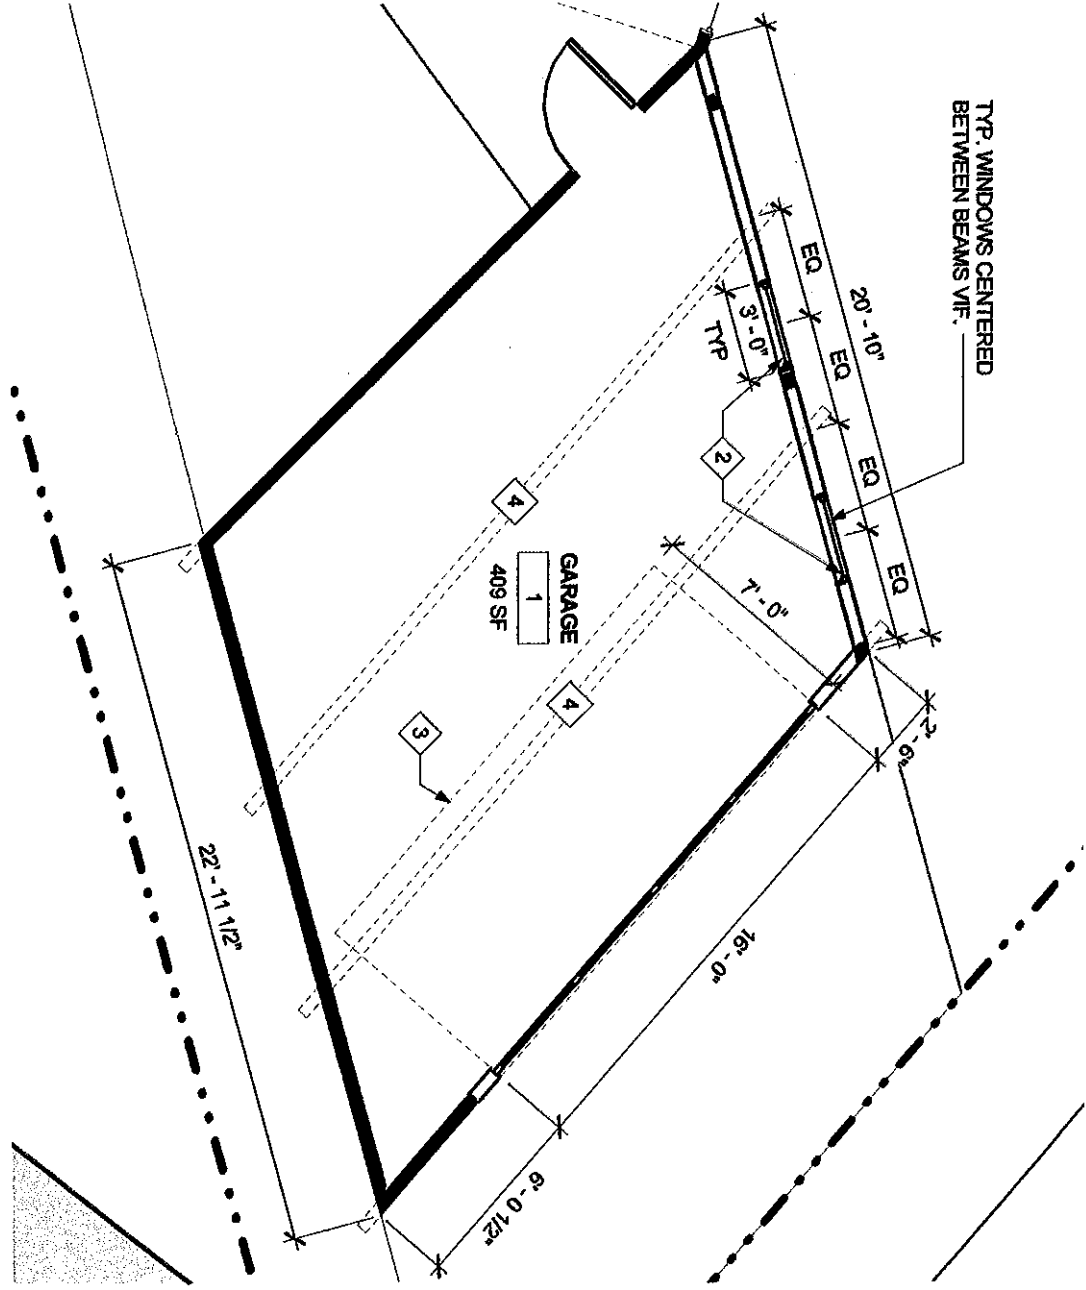 TYP. WINDOWS CENTERED
BETWEEN BEAMS VIF.
20' - 10"
EQ
EQ
EQ
EQ
3' - 0"
TYP
2
7' - 0"
2' - 6"
4
GARAGE
1
409 SF
4
3
16' - 0"
22' - 11 1/2"
6' - 0 1/2"